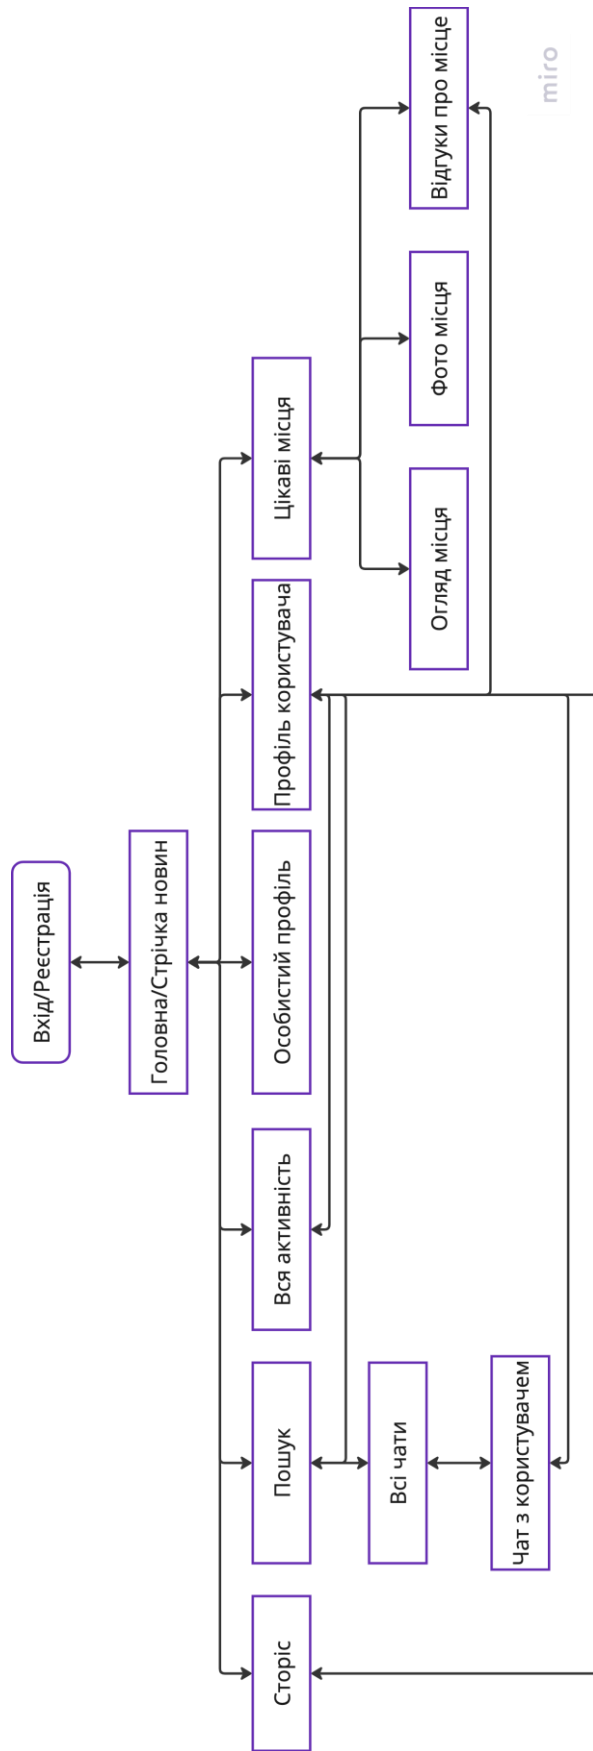 Вхід/Реєстрація
Головна/Стрічка новин
Сторіс
Пошук
Вся активність
Особистий профіль
Профіль користувача
Цікаві місця
Всі чати
Огляд місця
Фото місця
Відгуки про місце
Чат з користувачем
miro